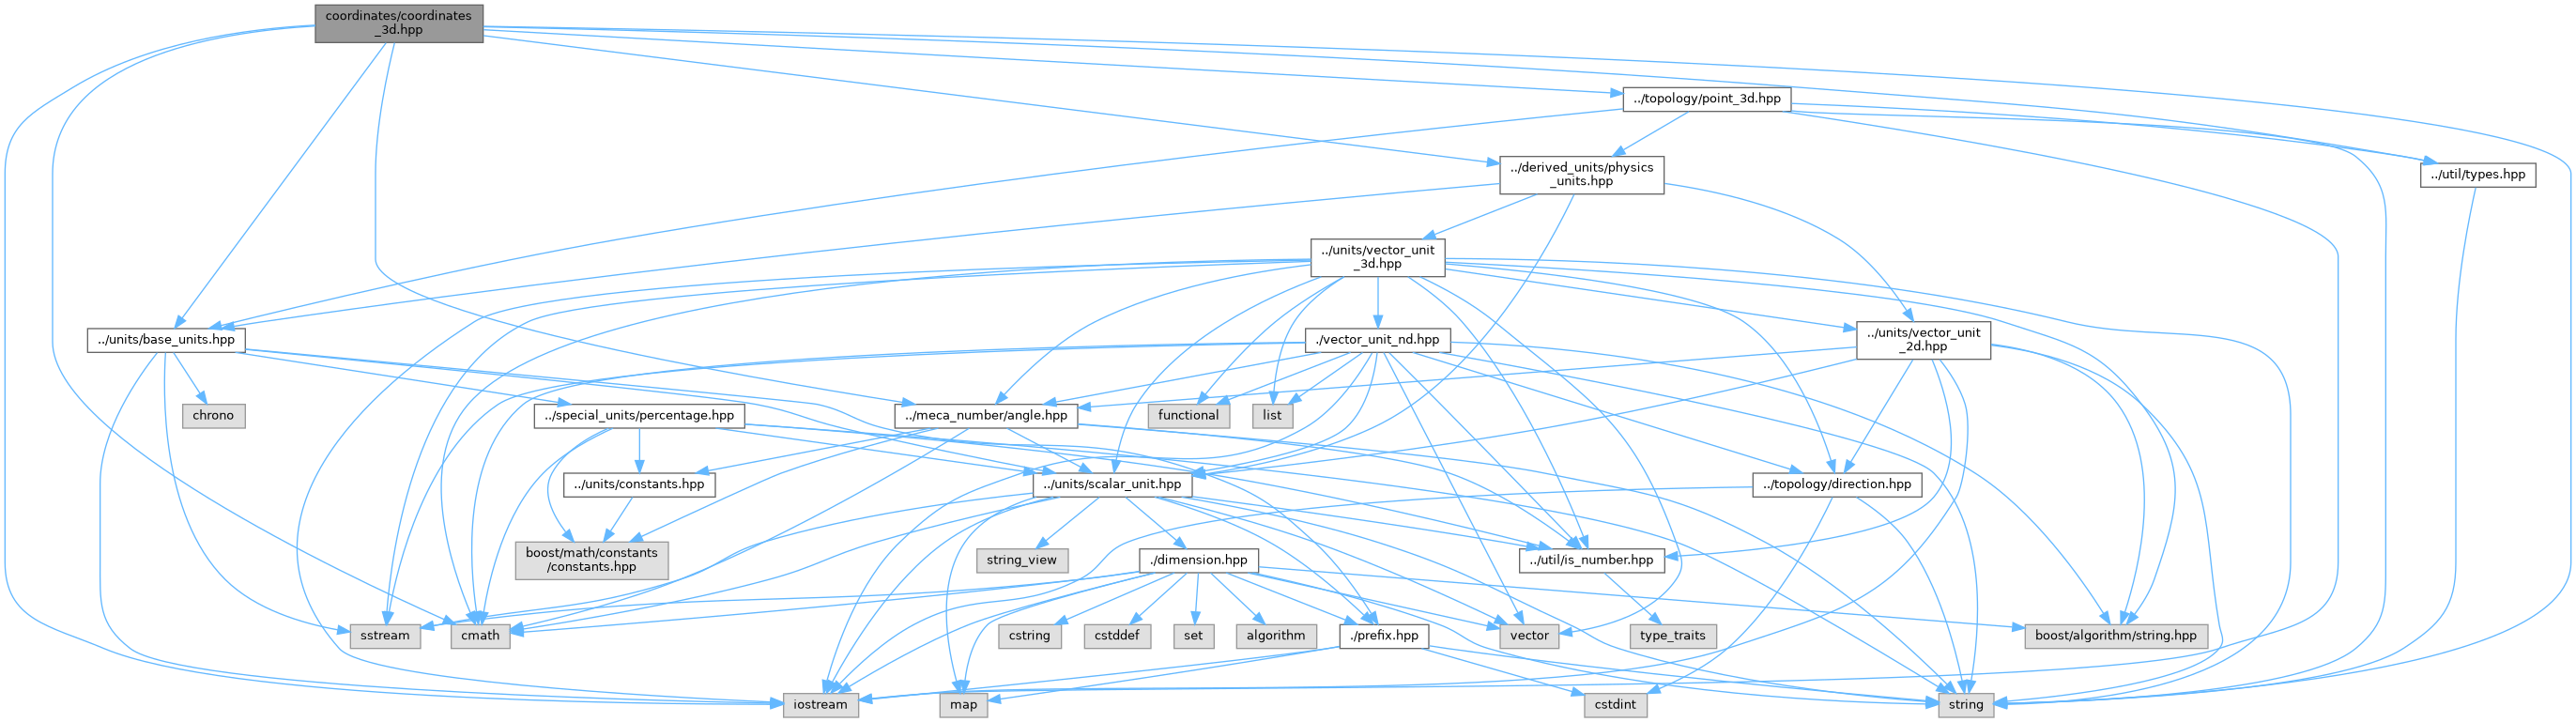 coordinates/coordinates
_3d.hpp
../topology/point_3d.hpp
../derived_units/physics
_units.hpp
../util/types.hpp
../units/vector_unit
_3d.hpp
../units/base_units.hpp
./vector_unit_nd.hpp
../units/vector_unit
_2d.hpp
chrono
../special_units/percentage.hpp
../meca_number/angle.hpp
functional
list
../units/constants.hpp
../units/scalar_unit.hpp
../topology/direction.hpp
boost/math/constants
/constants.hpp
string_view
./dimension.hpp
../util/is_number.hpp
sstream
cmath
cstring
cstddef
set
algorithm
./prefix.hpp
vector
type_traits
boost/algorithm/string.hpp
iostream
map
cstdint
string